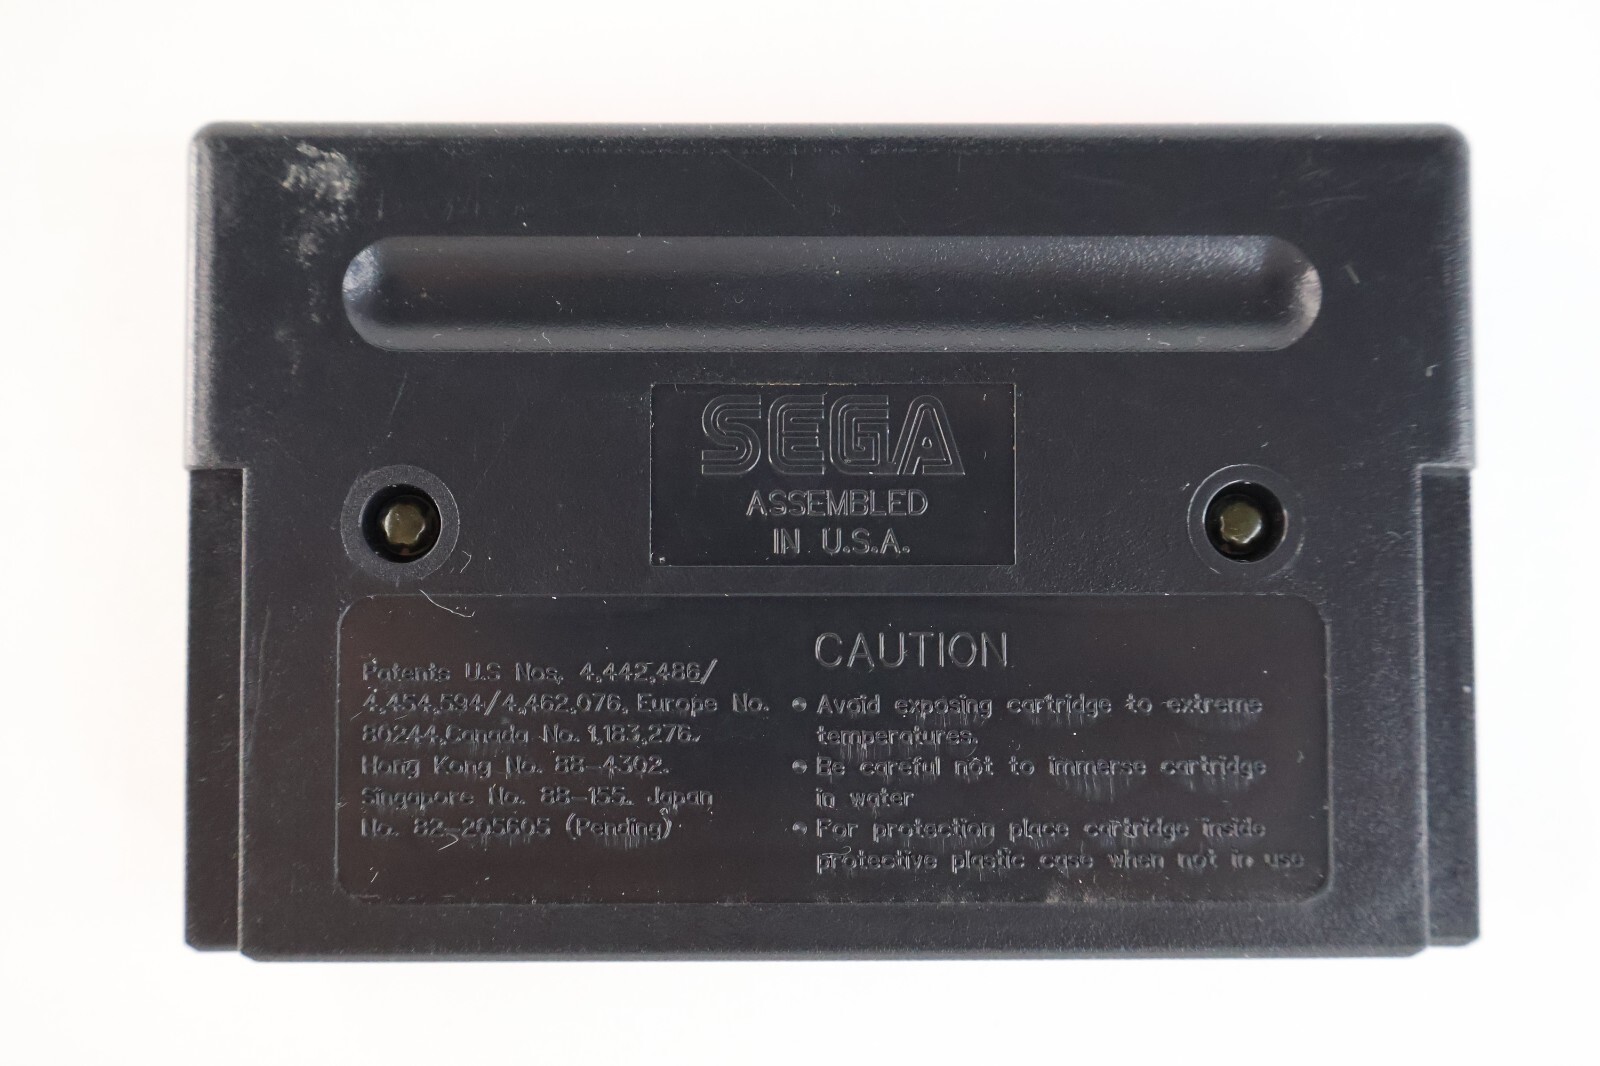 SEGA
ASSEMBLED
IN U.S.A.
Patents U.S Nos. 4,442,486/
4,454,594/4,462,076, Europe No.
80244,Canada No. 1,183,276.
Hong Kong No. 88-4302.
Singapore No. 88-155. Japan
No. 82-205605 (Pending)
CAUTION
• Avoid exposing cartridge to extreme
temperatures.
• Be careful not to immerse cartridge
in water
• For protection place cartridge inside
protective plastic case when not in use